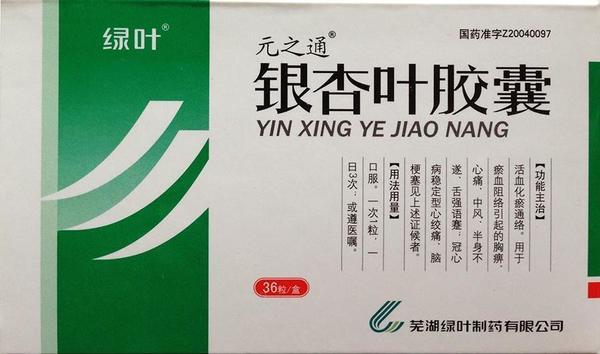 绿叶®
元之通®
国药准字Z20040097
银杏叶胶囊
YIN XING YE JIAO NANG
【功能主治】
活血化瘀通络。用于
瘀血阻络引起的胸痹、
心痛、中风、半身不
遂、舌强语蹇；冠心
病稳定型心绞痛、脑
梗塞见上述证候者。
【用法用量】
口服。一次1粒，一
日3次；或遵医嘱。
36粒/盒
芜湖绿叶制药有限公司